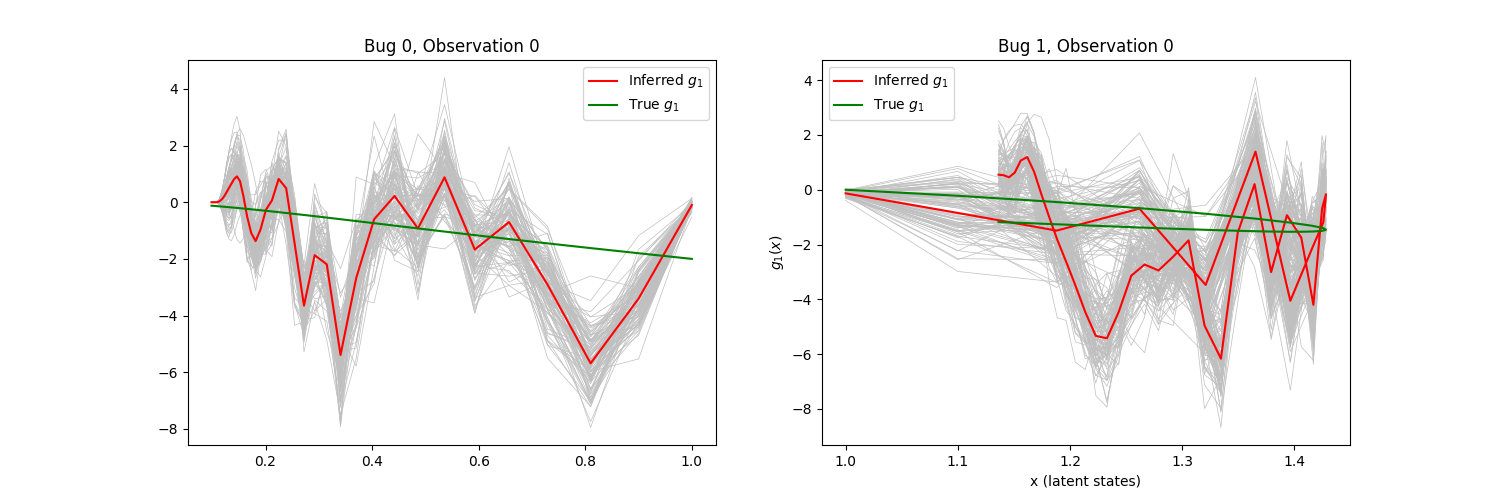 Bug 0, Observation 0
Inferred g₁
True g₁
4
2
0
−2
−4
−6
−8
0.2 0.4 0.6 0.8 1.0
Bug 1, Observation 0
Inferred g₁
True g₁
g₁(x)
4
2
0
−2
−4
−6
−8
1.0 1.1 1.2 1.3 1.4
x (latent states)